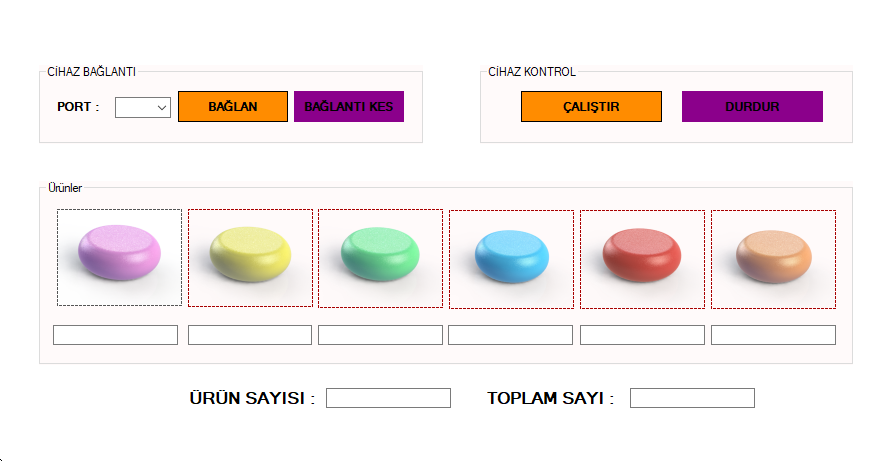 CİHAZ BAĞLANTI
PORT :
BAĞLAN
BAĞLANTI KES
CİHAZ KONTROL
ÇALIŞTIR
DURDUR
Ürünler
ÜRÜN SAYISI :
TOPLAM SAYI :